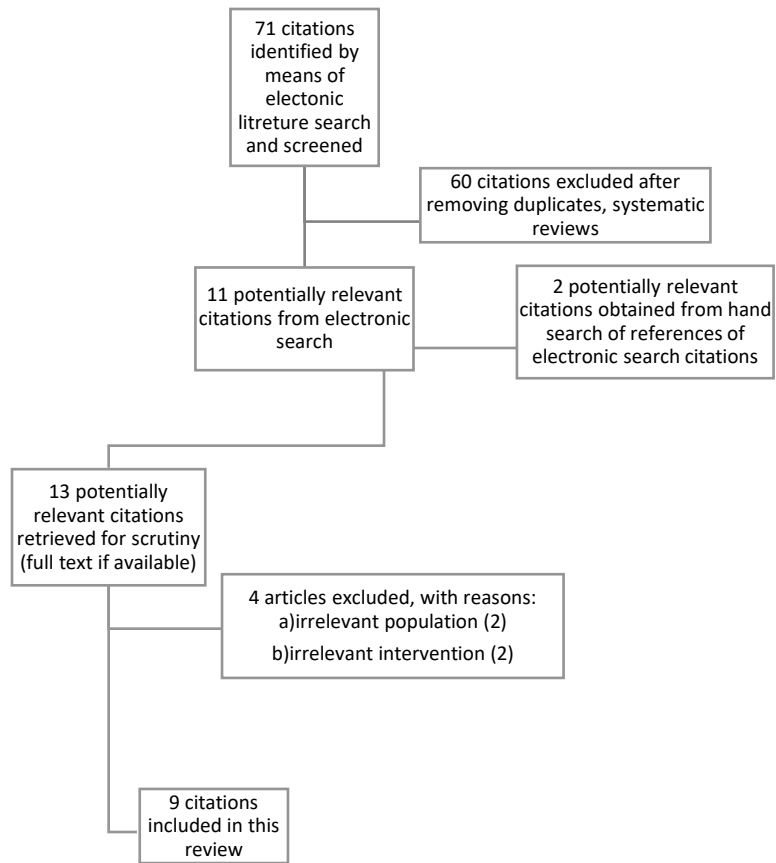 71 citations
identified by
means of
electonic
litreture search
and screened
60 citations excluded after
removing duplicates, systematic
reviews
11 potentially relevant
citations from electronic
search
2 potentially relevant
citations obtained from hand
search of references of
electronic search citations
13 potentially
relevant citations
retrieved for scrutiny
(full text if available)
4 articles excluded, with reasons:
a)irrelevant population (2)
b)irrelevant intervention (2)
9 citations
included in this
review